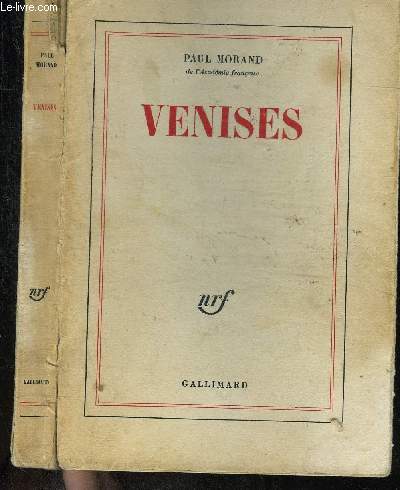 Le-livre.com
PAUL
MORAND
VENISES
nrf
GALLIMARD
PAUL MORAND
de l'Académie française
VENISES
nrf
GALLIMARD